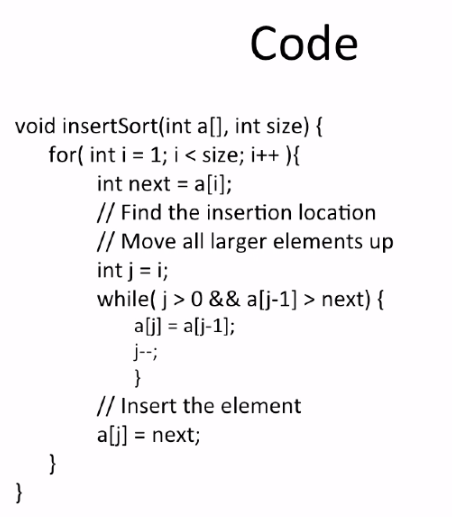 Code
void insertSort(int a[], int size) {
for( int i = 1; i < size; i++ ){
int next = a[i];
// Find the insertion location
// Move all larger elements up
int j = i;
while( j > 0 && a[j-1] > next) {
a[j] = a[j-1];
j--;
}
// Insert the element
a[j] = next;
}
}